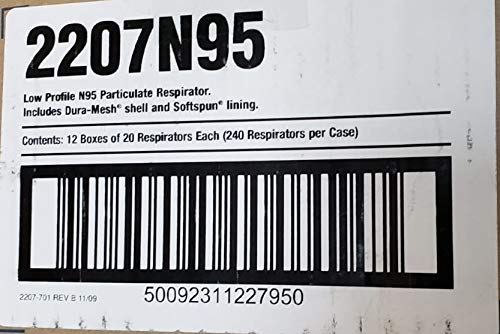 2207N95
Low Profile N95 Particulate Respirator.
Includes Dura-Mesh® shell and Softspun® lining.
Contents: 12 Boxes of 20 Respirators Each (240 Respirators per Case)
2207-701 REV B 11/09
50092311227950